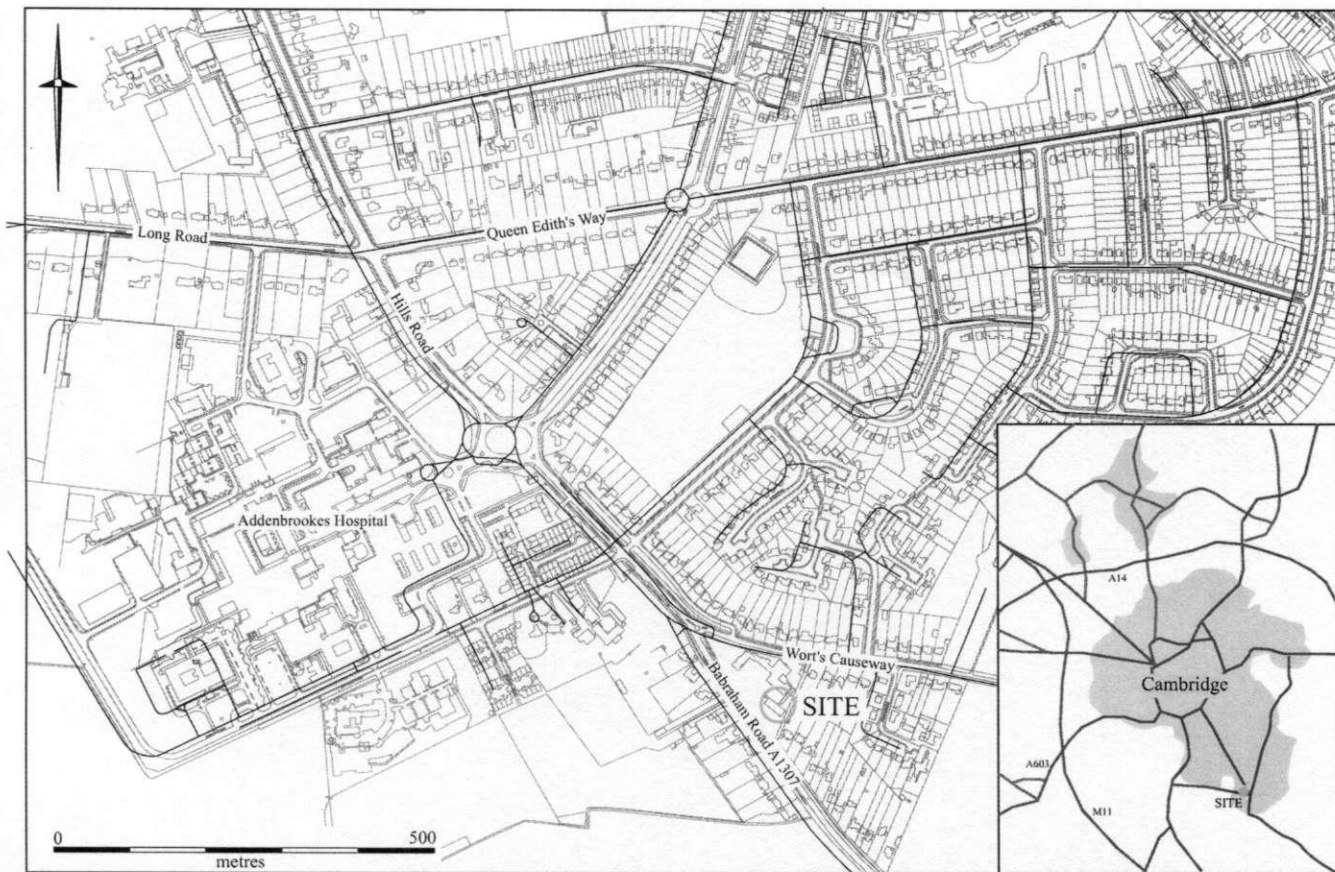 Long Road
Queen Edith's Way
Hills Road
Addenbrookes Hospital
Wort's Causeway
SITE
Babraham Road A1307
0
500
metres
A14
Cambridge
A603
SITE
M11